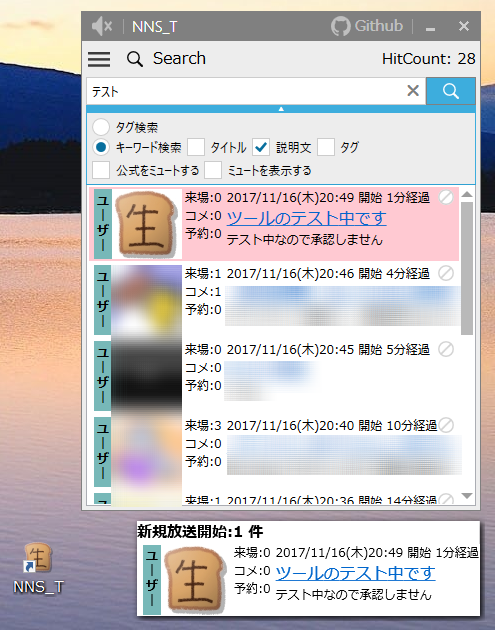 NNS_T
Github
Search
HitCount: 28
テスト
タグ検索
キーワード検索 タイトル 説明文 タグ
公式をミュートする ミュートを表示する
ユーザー
生
来場:0 2017/11/16(木)20:49 開始 1分経過
コメ:0 ツールのテスト中です
予約:0 テスト中なので承認しません
ユーザー
来場:1 2017/11/16(木)20:46 開始 4分経過
コメ:1
予約:0
ユーザー
来場:0 2017/11/16(木)20:45 開始 5分経過
コメ:0
予約:0
ユーザー
来場:3 2017/11/16(木)20:40 開始 10分経過
コメ:0
予約:0
来場:1 2017/11/16(木)20:36 開始 14分経過
新規放送開始:1 件
ユーザー
生
来場:0 2017/11/16(木)20:49 開始 1分経過
コメ:0 ツールのテスト中です
予約:0 テスト中なので承認しません
生
NNS_T